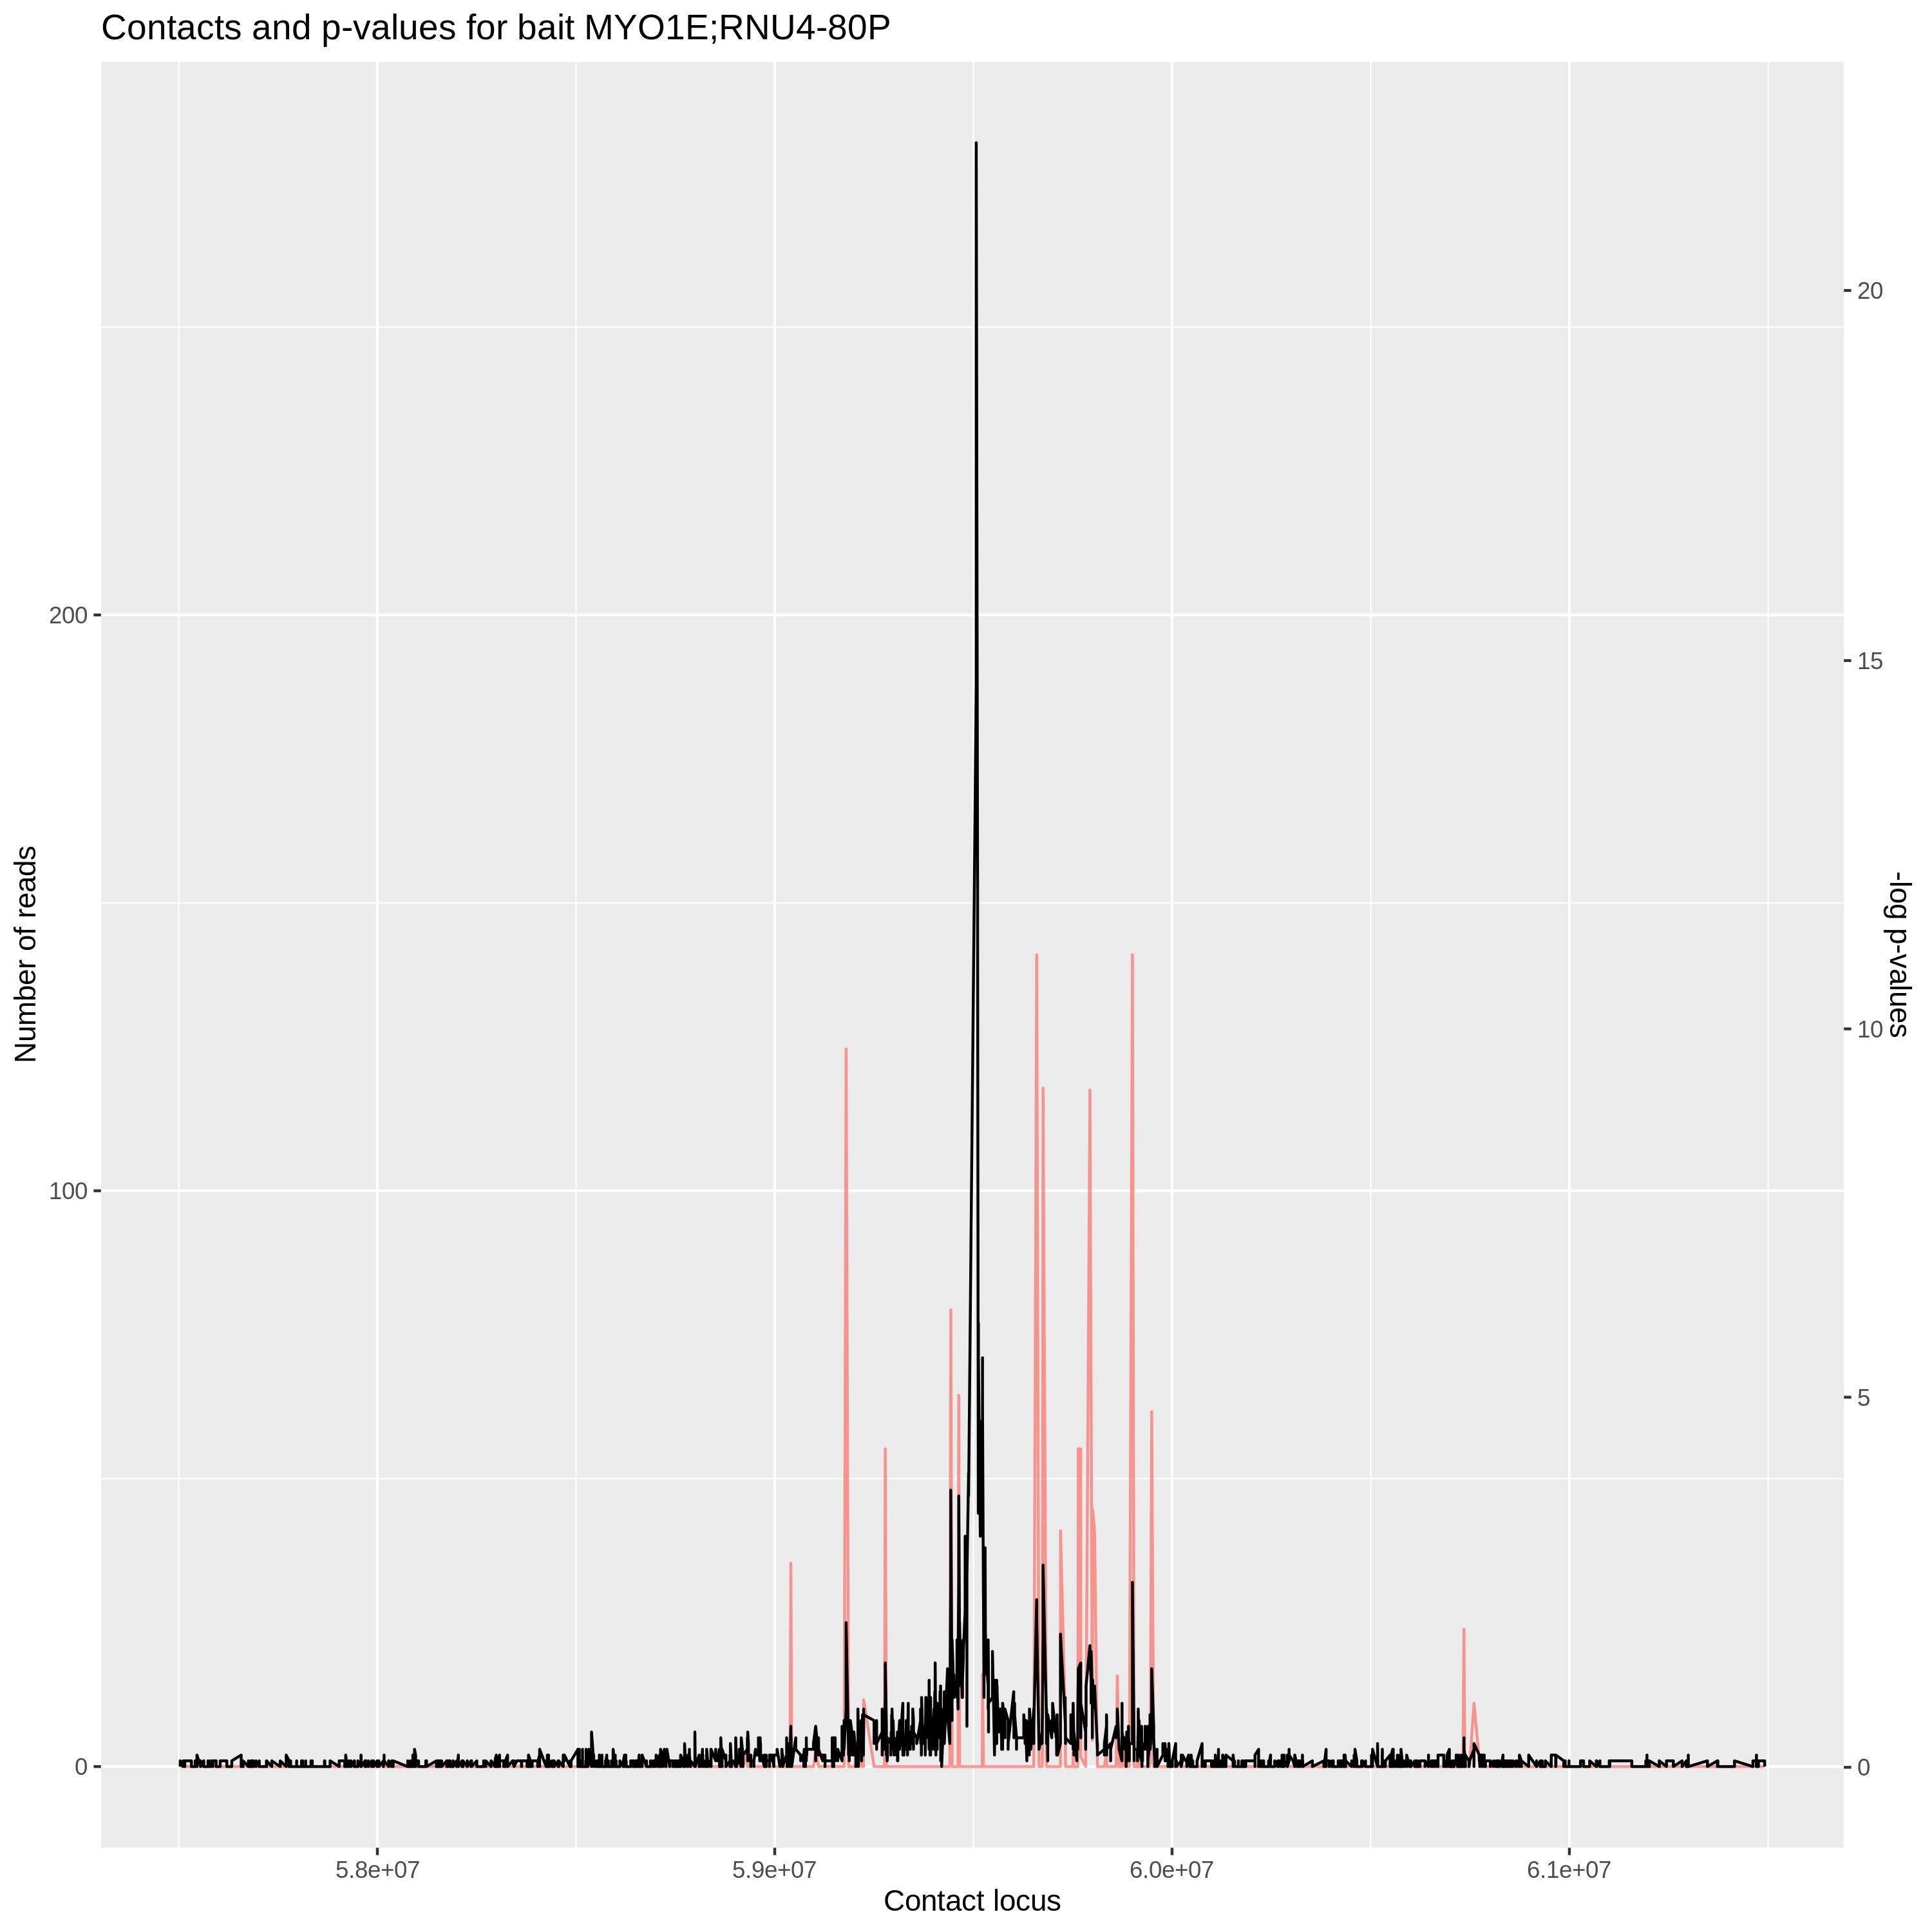 Contacts and p-values for bait MYO1E;RNU4-80P
Number of reads
200
100
0
20
15
10
5
0
-log p-values
5.8e+07
5.9e+07
6.0e+07
6.1e+07
Contact locus